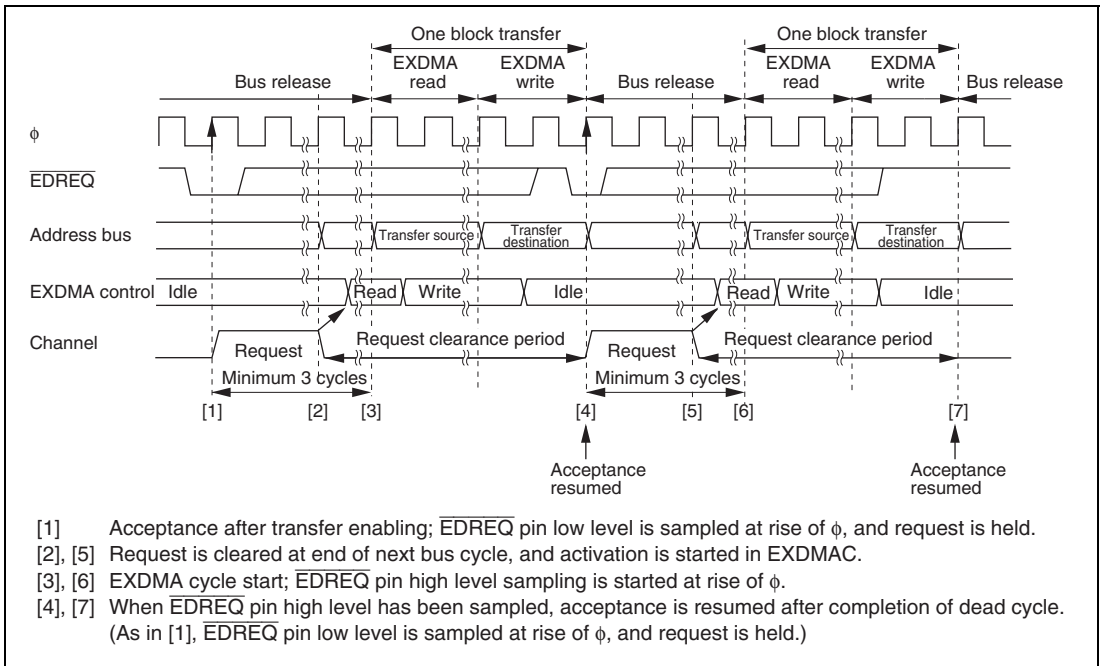 One block transfer One block transfer
EXDMA read EXDMA write EXDMA read EXDMA write
Bus release Bus release Bus release
φ
EDREQ
Address bus Transfer source Transfer destination Transfer source Transfer destination
EXDMA control Idle Read Write Idle Read Write Idle
Channel Request Request clearance period Request Request clearance period
Minimum 3 cycles Minimum 3 cycles
[1] [2] [3] [4] [5] [6] [7]
Acceptance resumed Acceptance resumed
[1] Acceptance after transfer enabling; EDREQ pin low level is sampled at rise of φ, and request is held.
[2], [5] Request is cleared at end of next bus cycle, and activation is started in EXDMAC.
[3], [6] EXDMA cycle start; EDREQ pin high level sampling is started at rise of φ.
[4], [7] When EDREQ pin high level has been sampled, acceptance is resumed after completion of dead cycle.
(As in [1], EDREQ pin low level is sampled at rise of φ, and request is held.)